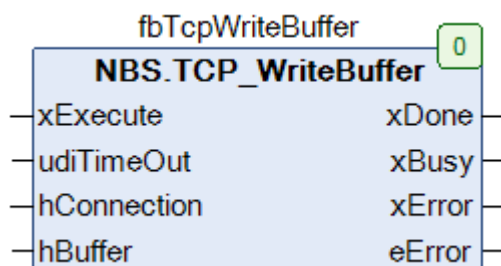 fbTcpWriteBuffer
0
NBS.TCP_WriteBuffer
xExecute xDone
udiTimeOut xBusy
hConnection xError
hBuffer eError